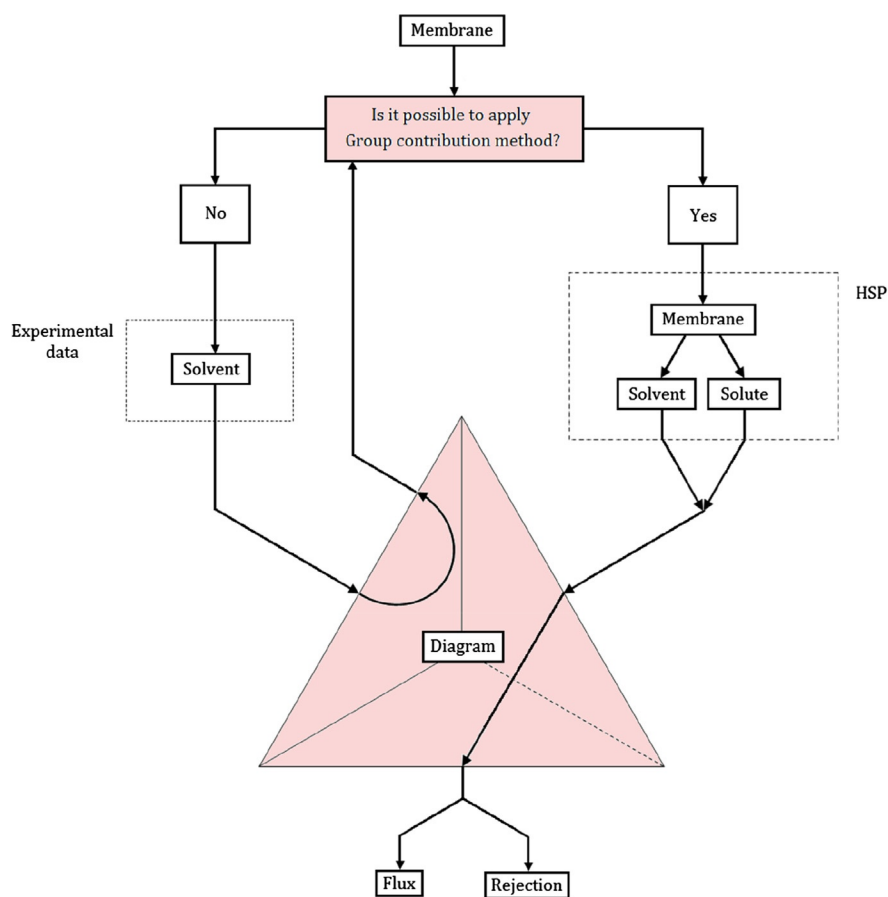 Membrane
Is it possible to apply
Group contribution method?
No
Yes
HSP
Experimental
data
Membrane
Solvent
Solvent
Solute
Diagram
Flux
Rejection